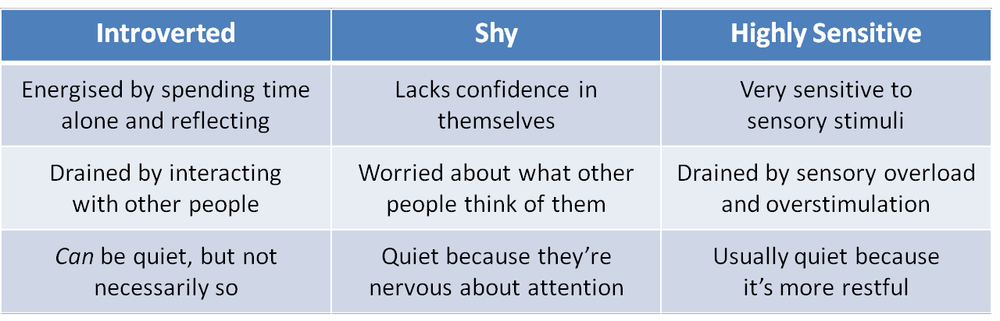 Introverted
Shy
Highly Sensitive
Energised by spending time
alone and reflecting
Lacks confidence in
themselves
Very sensitive to
sensory stimuli
Drained by interacting
with other people
Worried about what other
people think of them
Drained by sensory overload
and overstimulation
Can be quiet, but not
necessarily so
Quiet because they’re
nervous about attention
Usually quiet because
it’s more restful